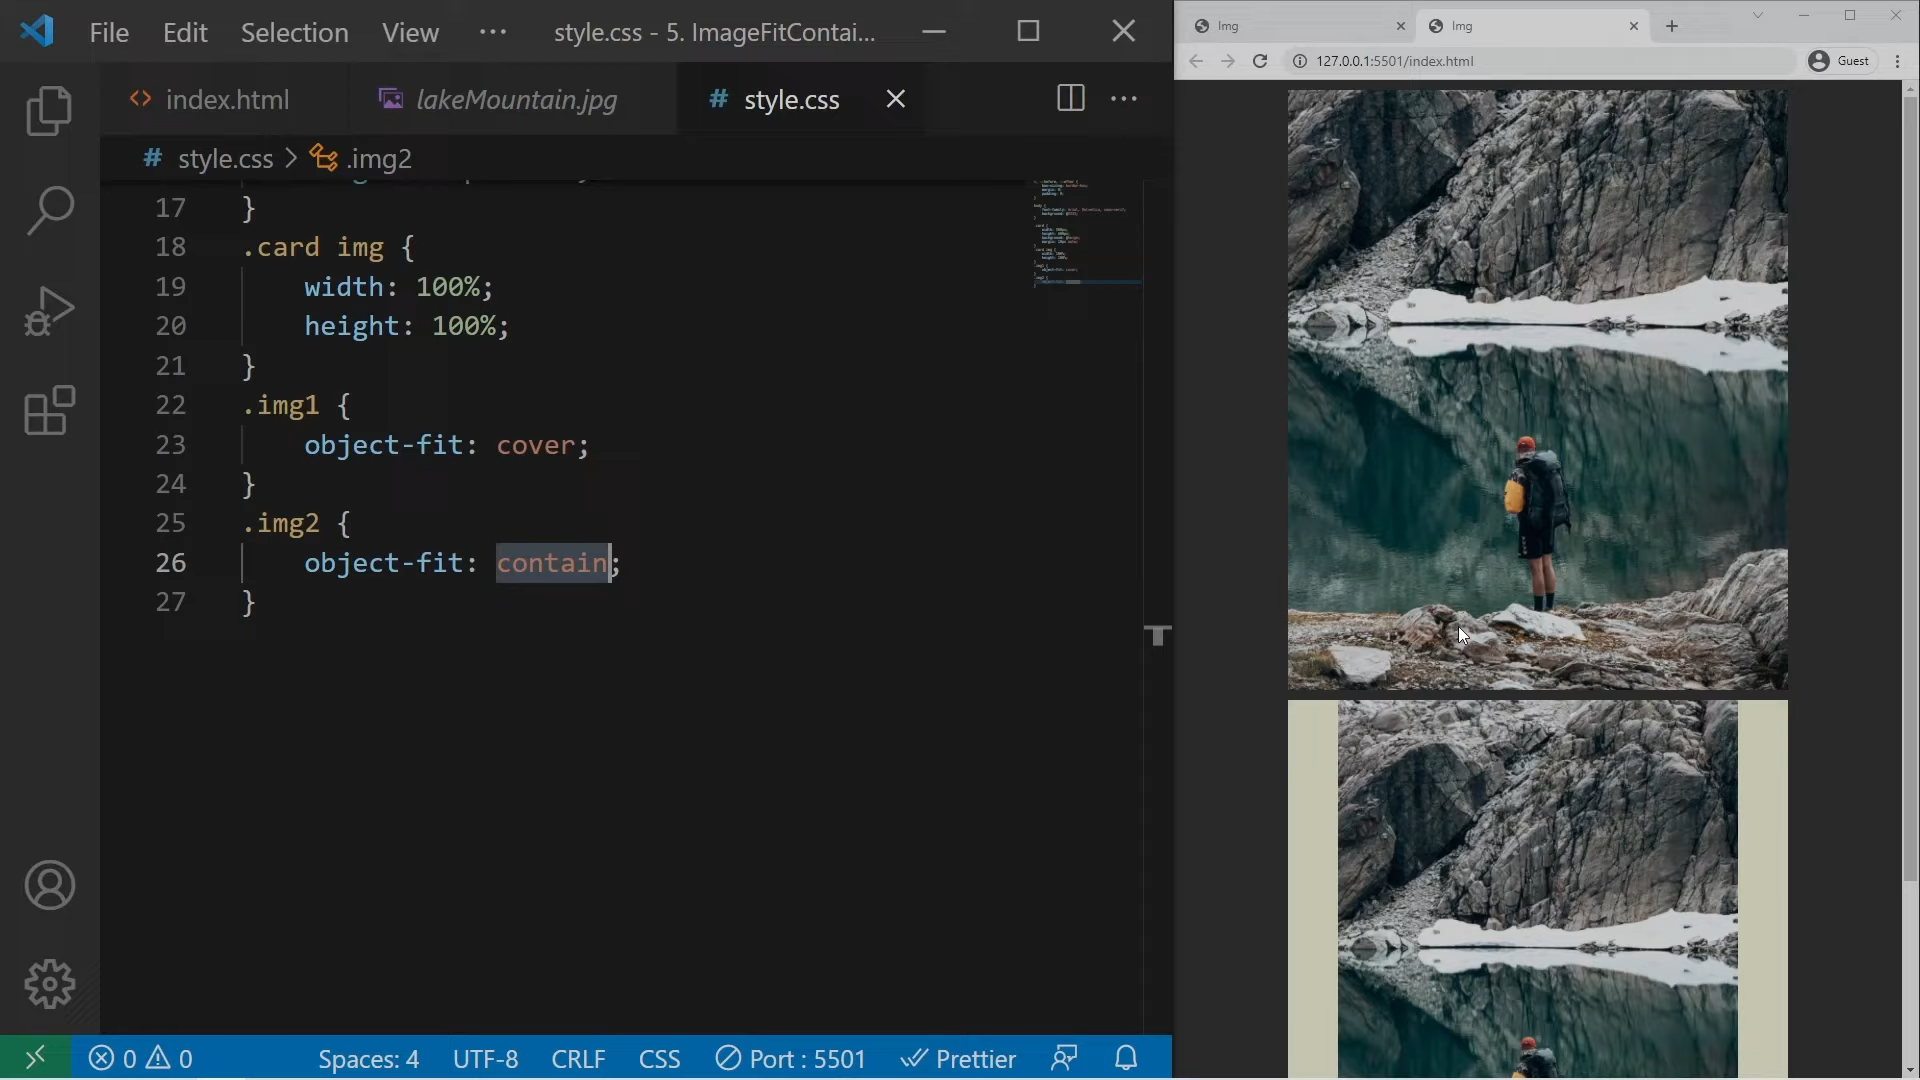 File Edit Selection View ··· style.css - 5. ImageFitContai...
index.html lakeMountain.jpg # style.css
# style.css > .img2
17 }
18 .card img {
19 width: 100%;
20 height: 100%;
21 }
22 .img1 {
23 object-fit: cover;
24 }
25 .img2 {
26 object-fit: contain;
27 }
0 0 Spaces: 4 UTF-8 CRLF CSS Port : 5501 Prettier
Img Img
127.0.0.1:5501/index.html Guest